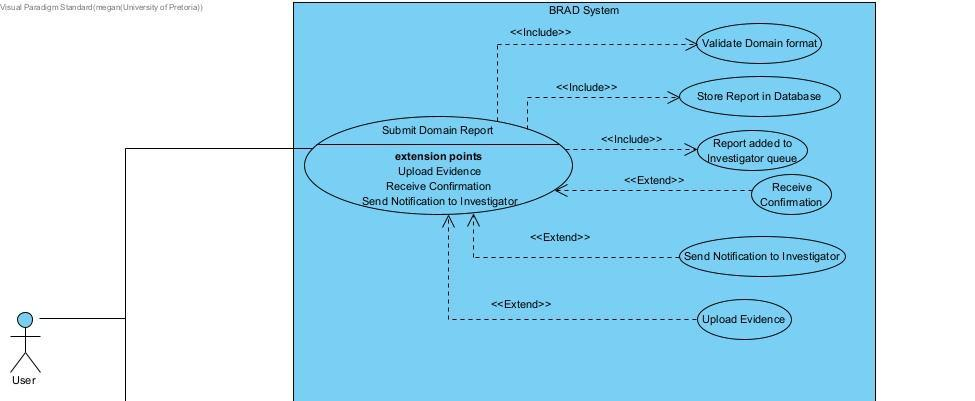 Visual Paradigm Standard(megan(University of Pretoria))
BRAD System
<<Include>>
Validate Domain format
<<Include>>
Store Report in Database
Submit Domain Report
<<Include>>
Report added to
Investigator queue
extension points
Upload Evidence
Receive Confirmation
Send Notification to Investigator
<<Extend>>
Receive
Confirmation
<<Extend>>
Send Notification to Investigator
<<Extend>>
Upload Evidence
User